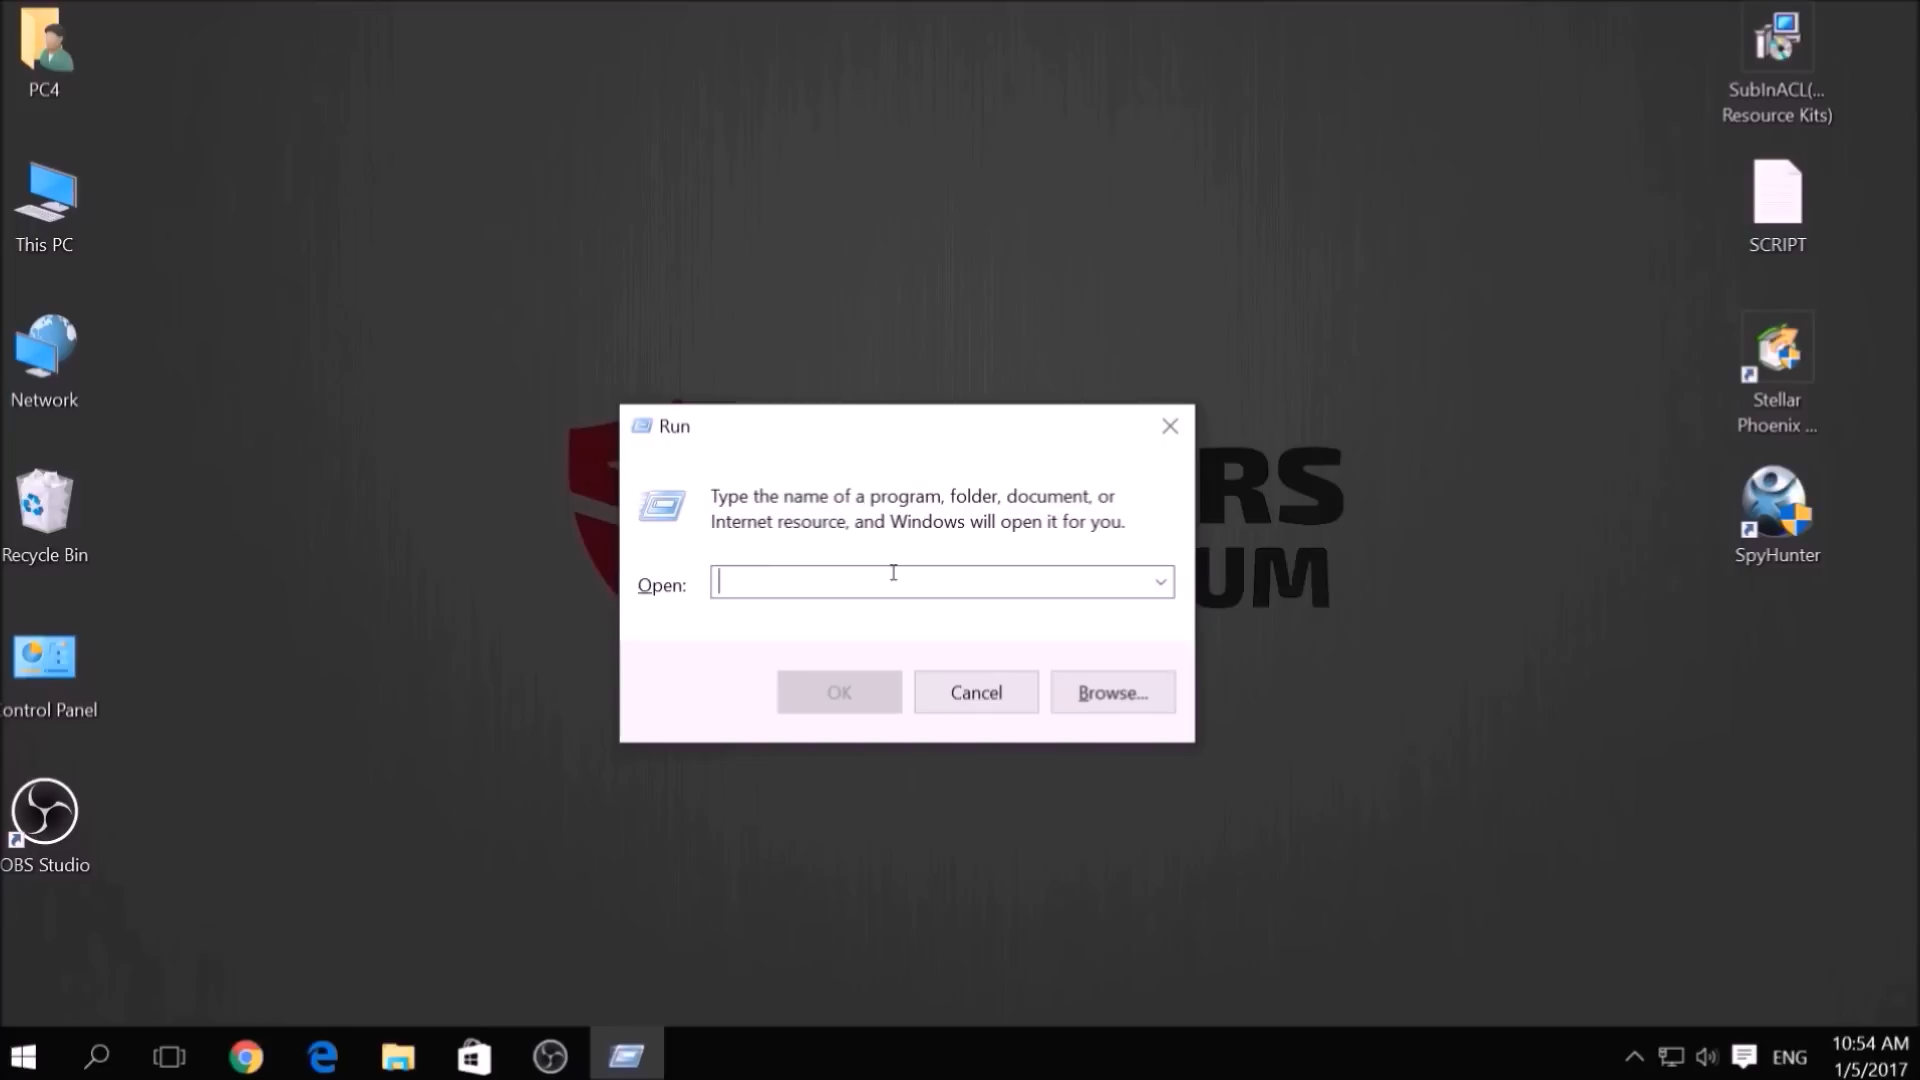 PC4
This PC
Network
Recycle Bin
ontrol Panel
OBS Studio
SubInACL(...
Resource Kits)
SCRIPT
Stellar
Phoenix ...
SpyHunter
RS
UM
Run
Type the name of a program, folder, document, or
Internet resource, and Windows will open it for you.
Open:
OK
Cancel
Browse...
ENG
10:54 AM
1/5/2017